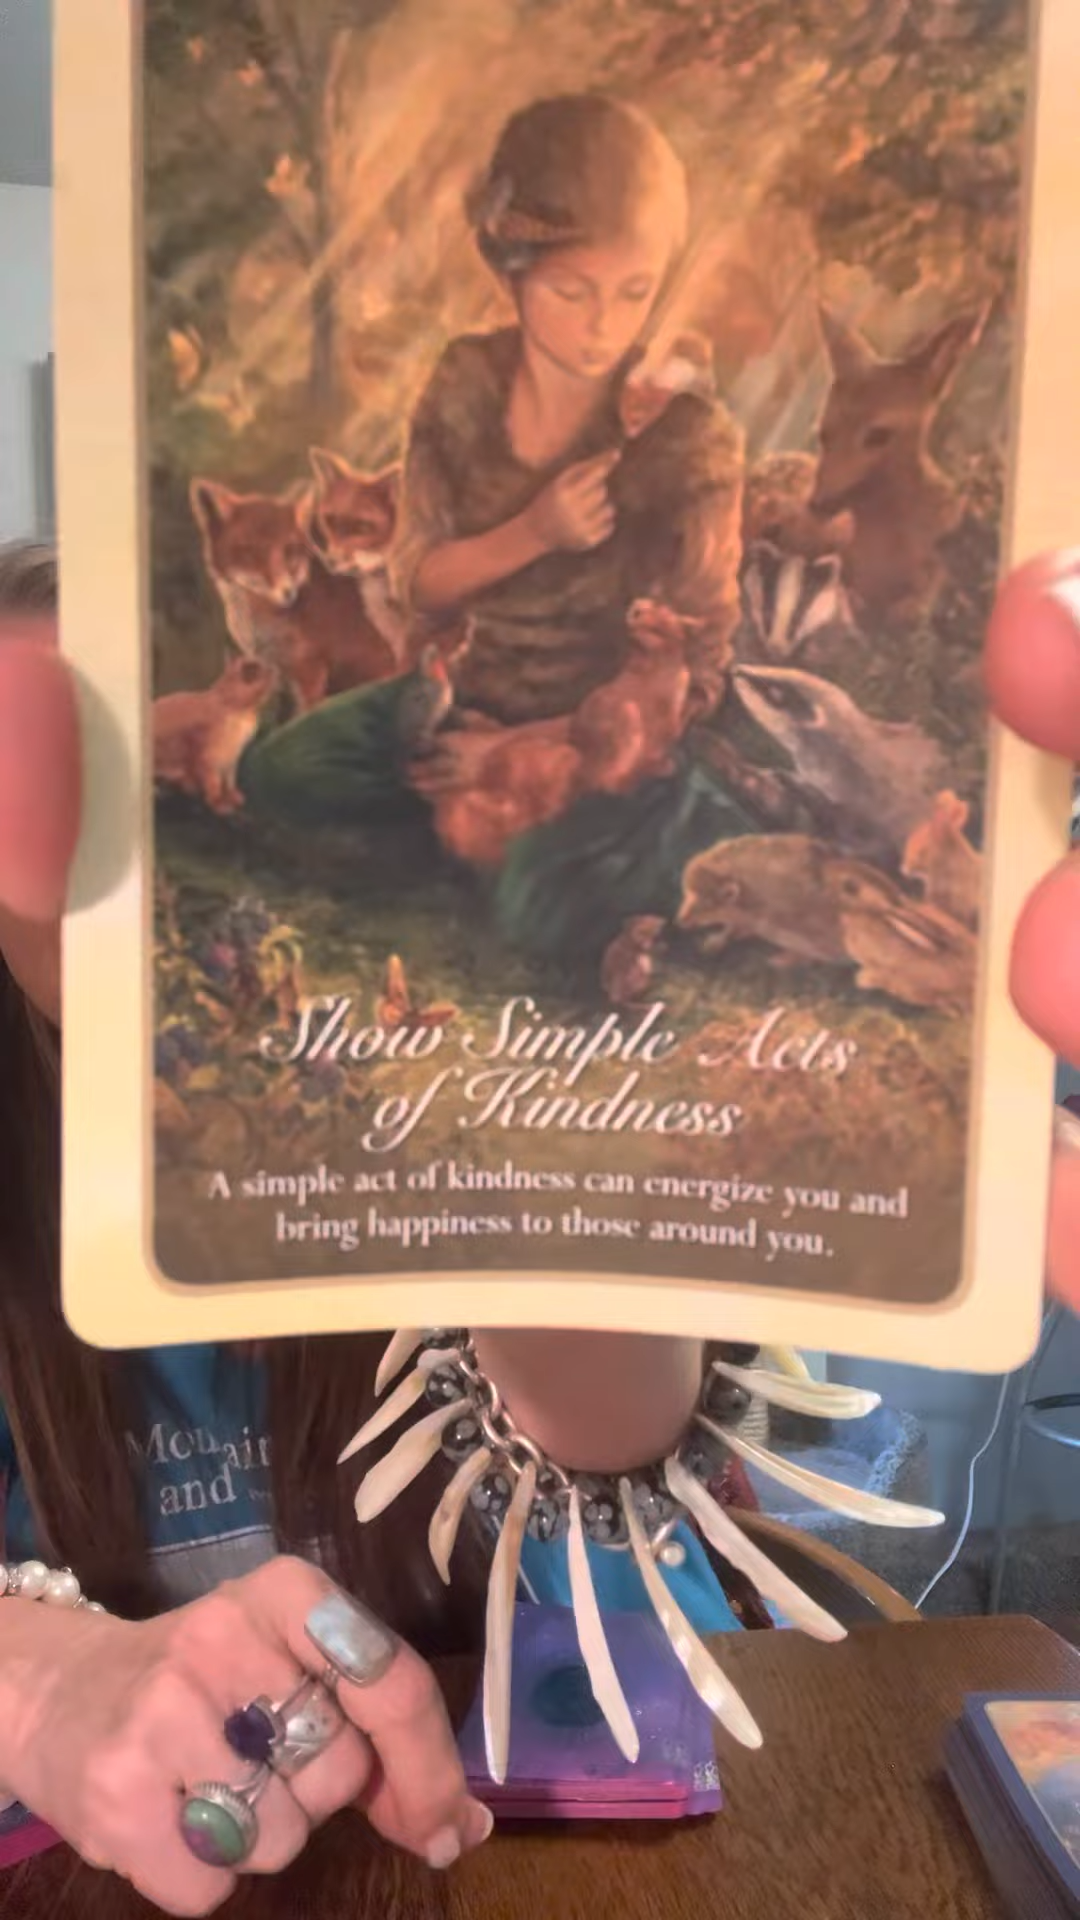 Show Simple Acts
of Kindness
A simple act of kindness can energize you and
bring happiness to those around you.
and